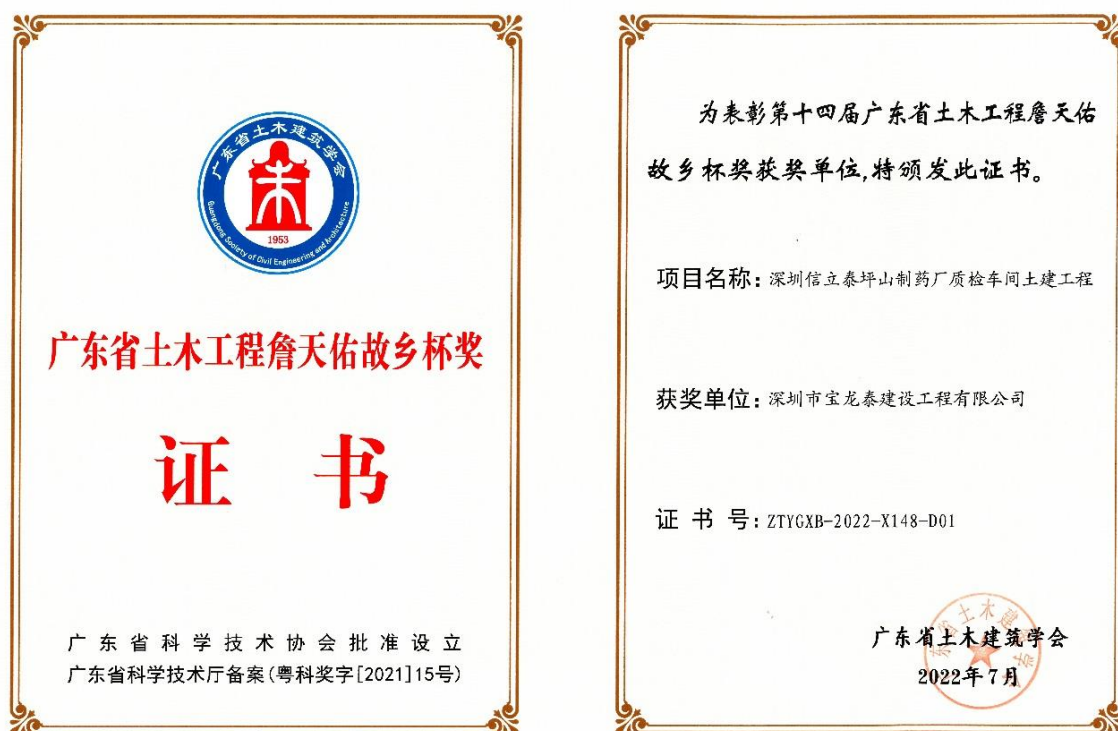 广东省土木建筑学会
1953
Guangdong Society of Civil Engineering and Architecture
广东省土木工程詹天佑故乡杯奖
证 书
广东省科学技术协会批准设立
广东省科学技术厅备案(粤科奖字[2021]15号)
为表彰第十四届广东省土木工程詹天佑
故乡杯奖获奖单位,特颁发此证书。
项目名称:深圳信立泰坪山制药厂质检车间土建工程
获奖单位:深圳市宝龙泰建设工程有限公司
证 书 号:ZTYGXB-2022-X148-D01
广东省土木建筑学会
2022年7月